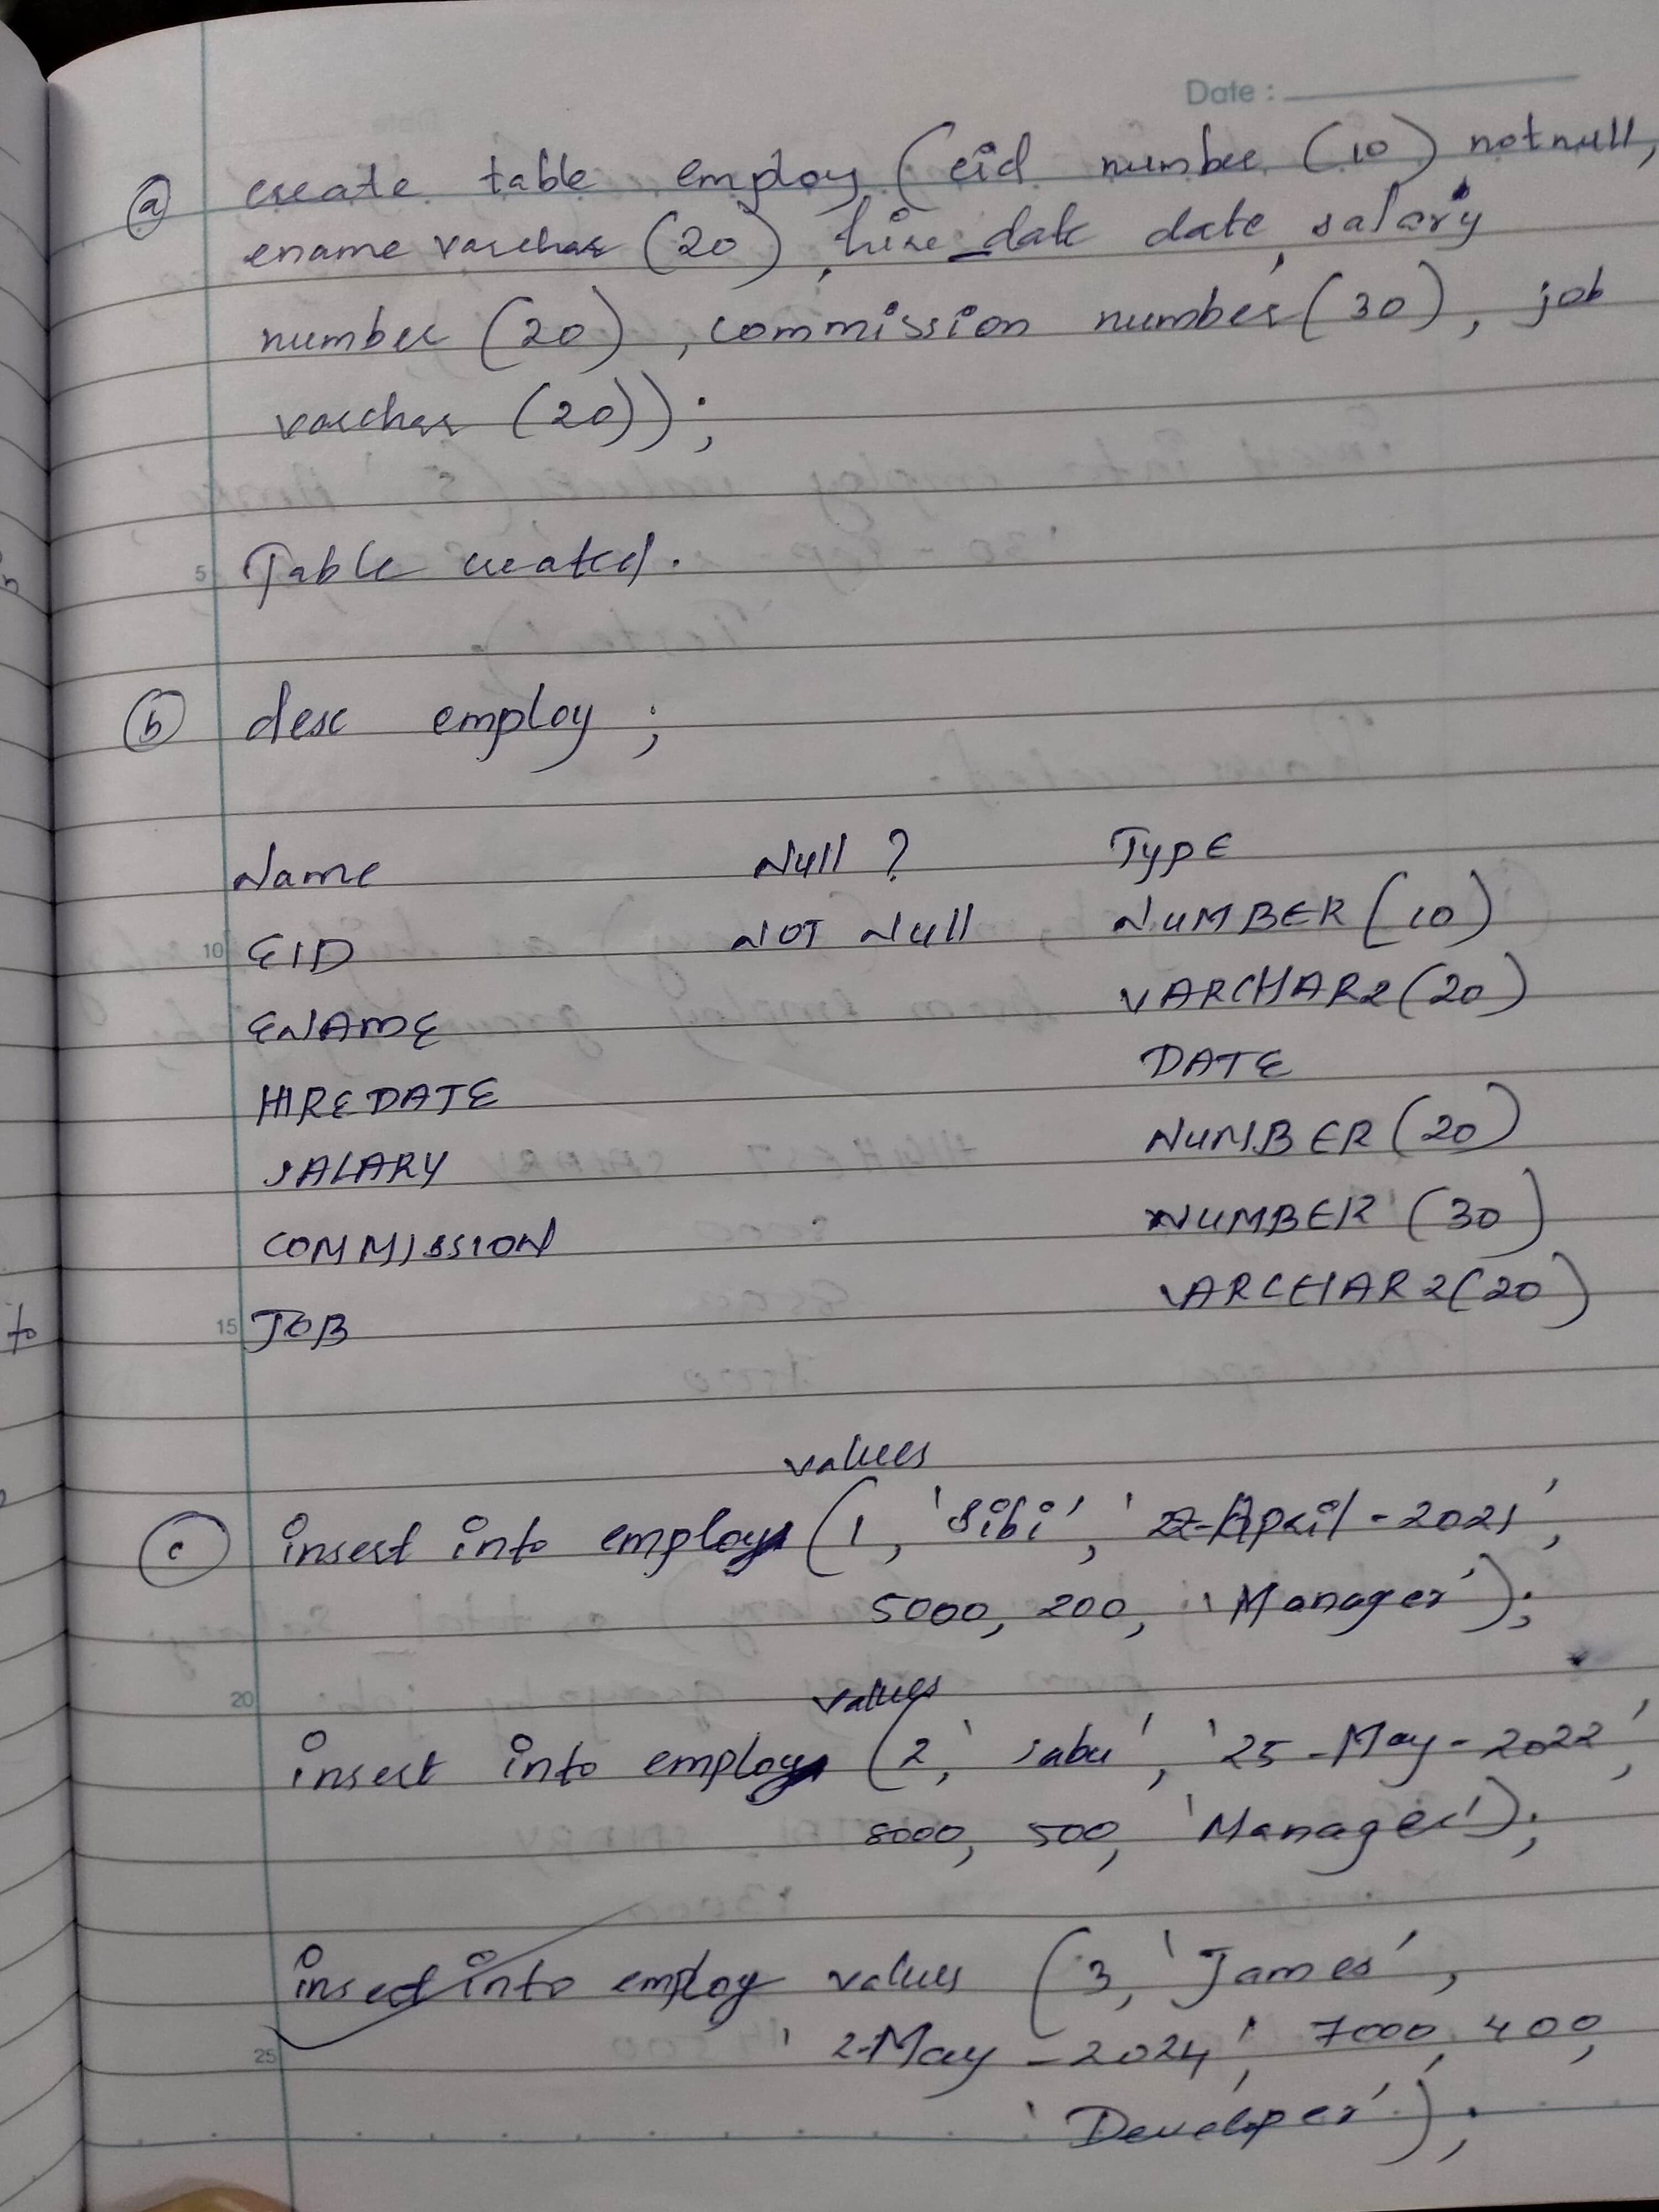 Date :
(a) create table employ (eid number (10) notnull,
ename varchar (20), hire_date date, salary
number (20), commission number (30), job
varchar (20));
5 Table created.
(b) desc employ ;
Name Null ? Type
10 EID NOT Null NUMBER (10)
ENAME VARCHAR2 (20)
HIREDATE DATE
SALARY NUMBER (20)
COMMISSION NUMBER (30)
15 JOB VARCHAR2 (20)
values
(c) insert into employ (1, 'Sibi', '22-April-2021',
5000, 200, 'Manager');
20 values
insert into employ (2, 'sabu', '25-May-2022',
8000, 500, 'Manager');
insert into employ values (3, 'James',
25 '2-May-2024', 7000, 400,
'Developer');
to